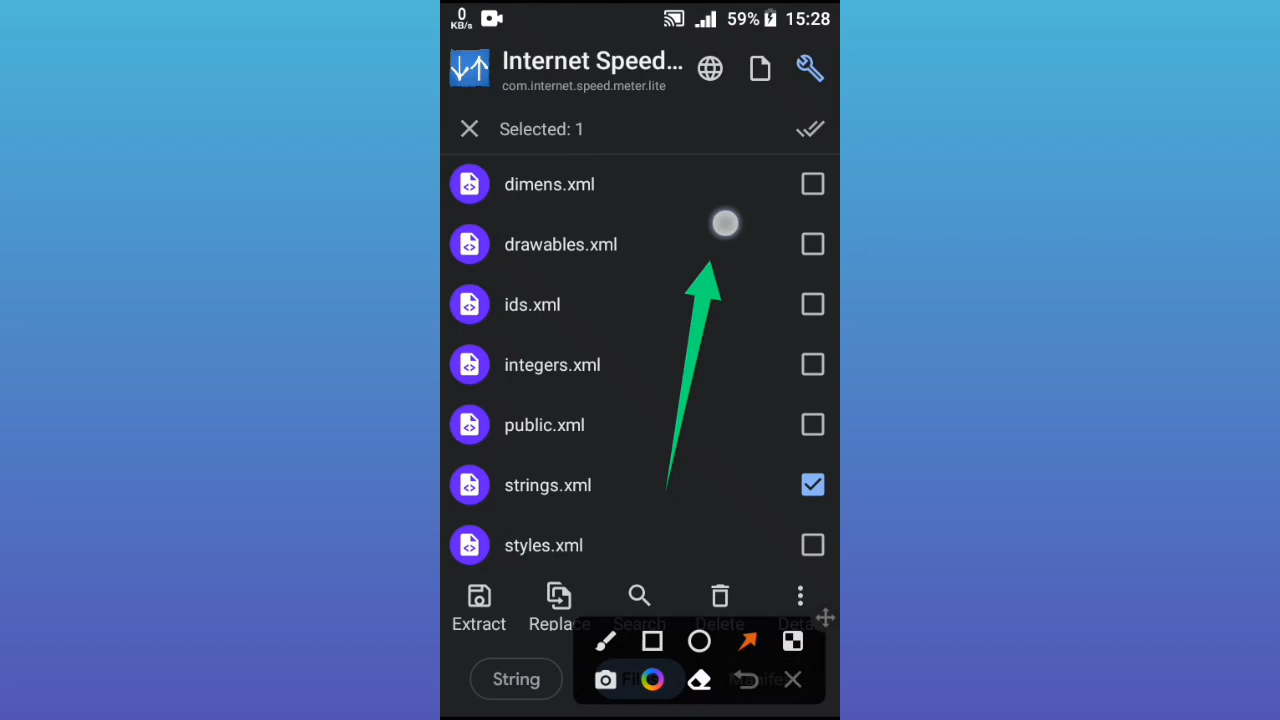 0
KB/s
59%
15:28
Internet Speed...
com.internet.speed.meter.lite
Selected: 1
dimens.xml
drawables.xml
ids.xml
integers.xml
public.xml
strings.xml
styles.xml
Extract
Replace
Search
Delete
String